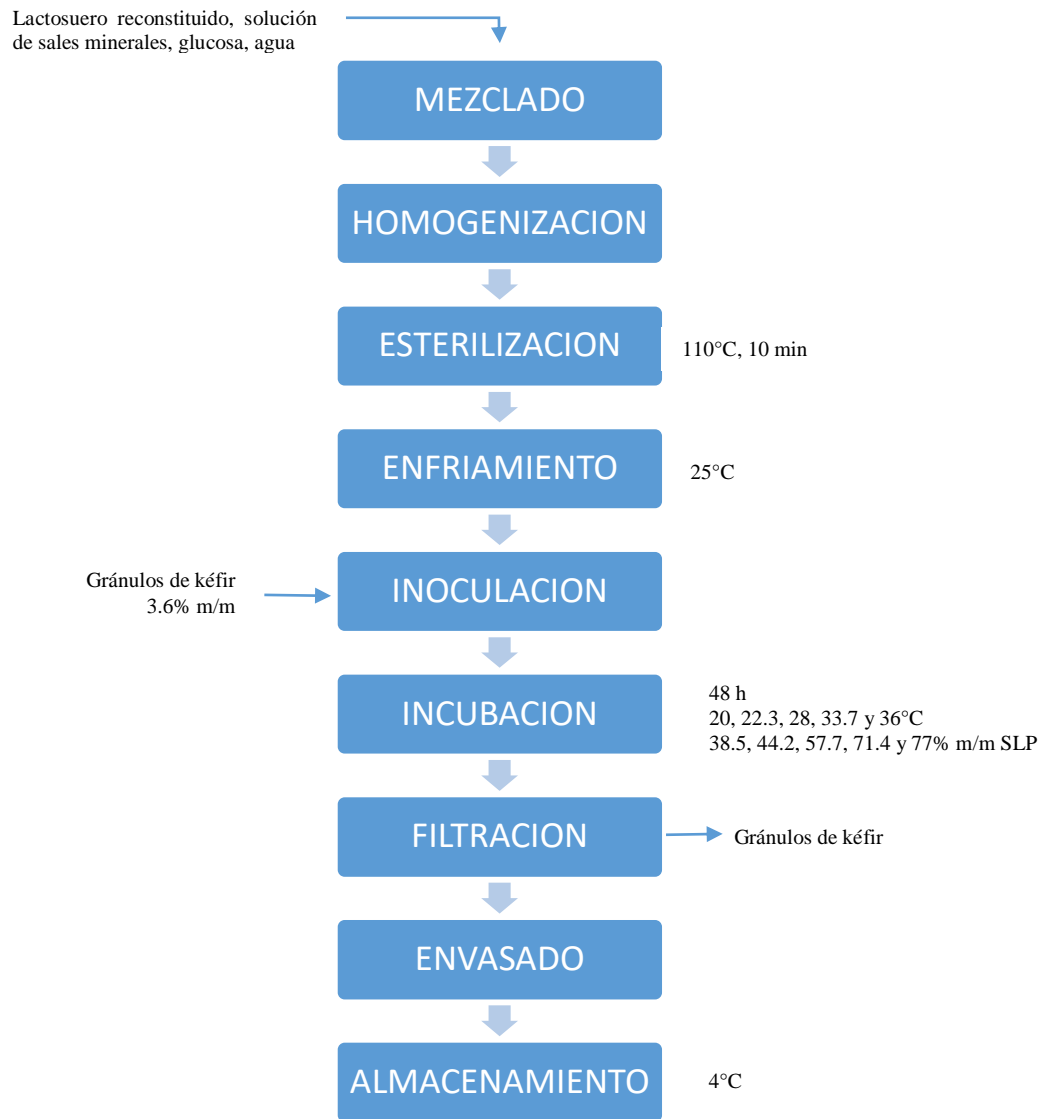 Lactosuero reconstituido, solución
de sales minerales, glucosa, agua
MEZCLADO
HOMOGENIZACION
ESTERILIZACION
110°C, 10 min
ENFRIAMIENTO
25°C
Gránulos de kéfir
3.6% m/m
INOCULACION
INCUBACION
48 h
20, 22.3, 28, 33.7 y 36°C
38.5, 44.2, 57.7, 71.4 y 77% m/m SLP
FILTRACION
Gránulos de kéfir
ENVASADO
ALMACENAMIENTO
4°C